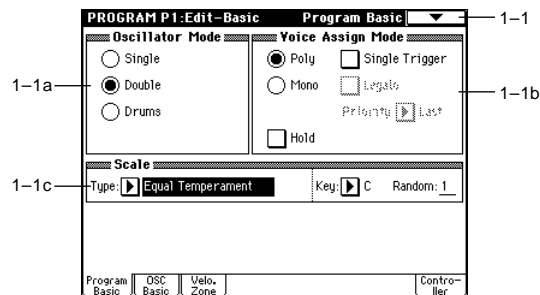 PROGRAM P1:Edit-Basic Program Basic
1-1
Oscillator Mode
Voice Assign Mode
Single
Poly
Single Trigger
1-1a
Double
Mono
Legato
1-1b
Drums
Priority Last
Hold
Scale
1-1c
Type: Equal Temperament Key: C Random: 1
Program Basic
OSC Basic
Velo. Zone
Contro-
ller